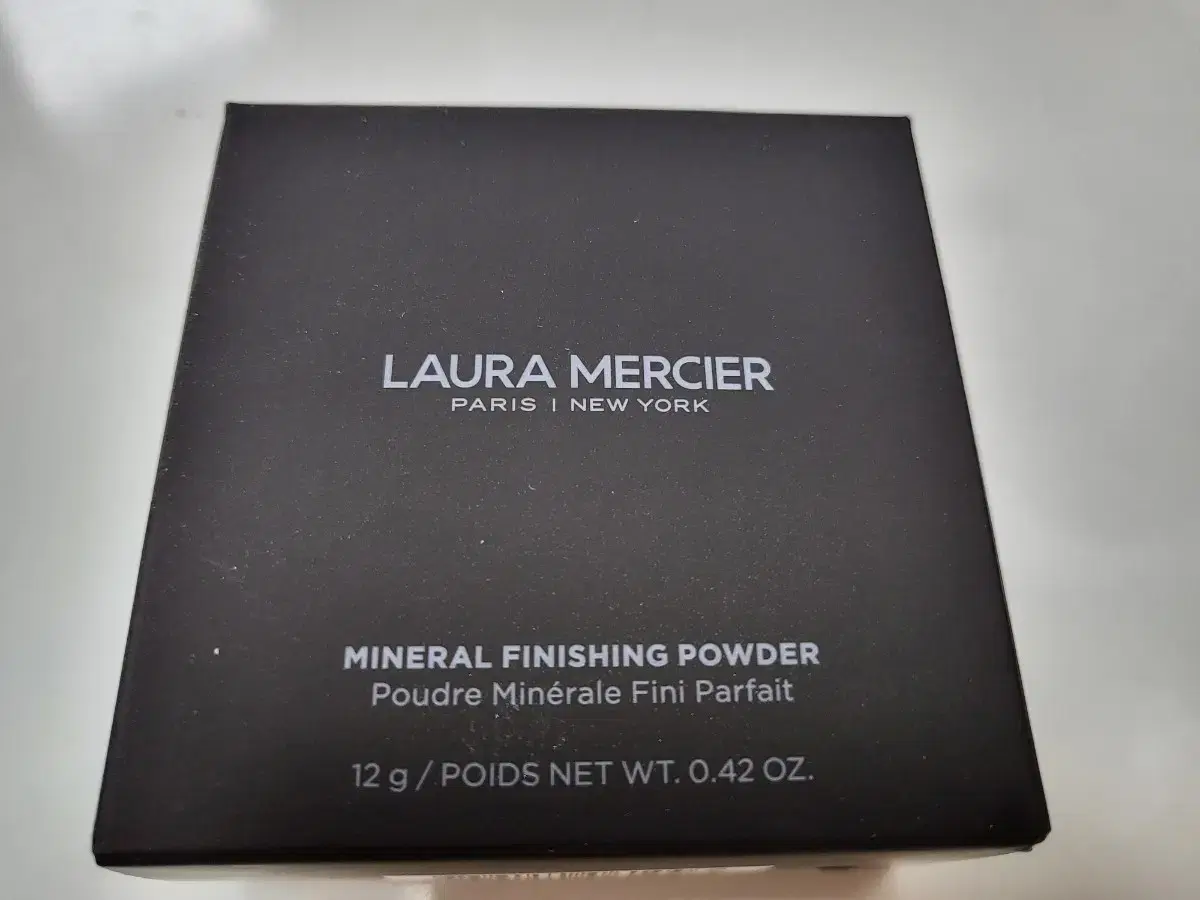 LAURA MERCIER
PARIS | NEW YORK
MINERAL FINISHING POWDER
Poudre Minérale Fini Parfait
12 g / POIDS NET WT. 0.42 OZ.